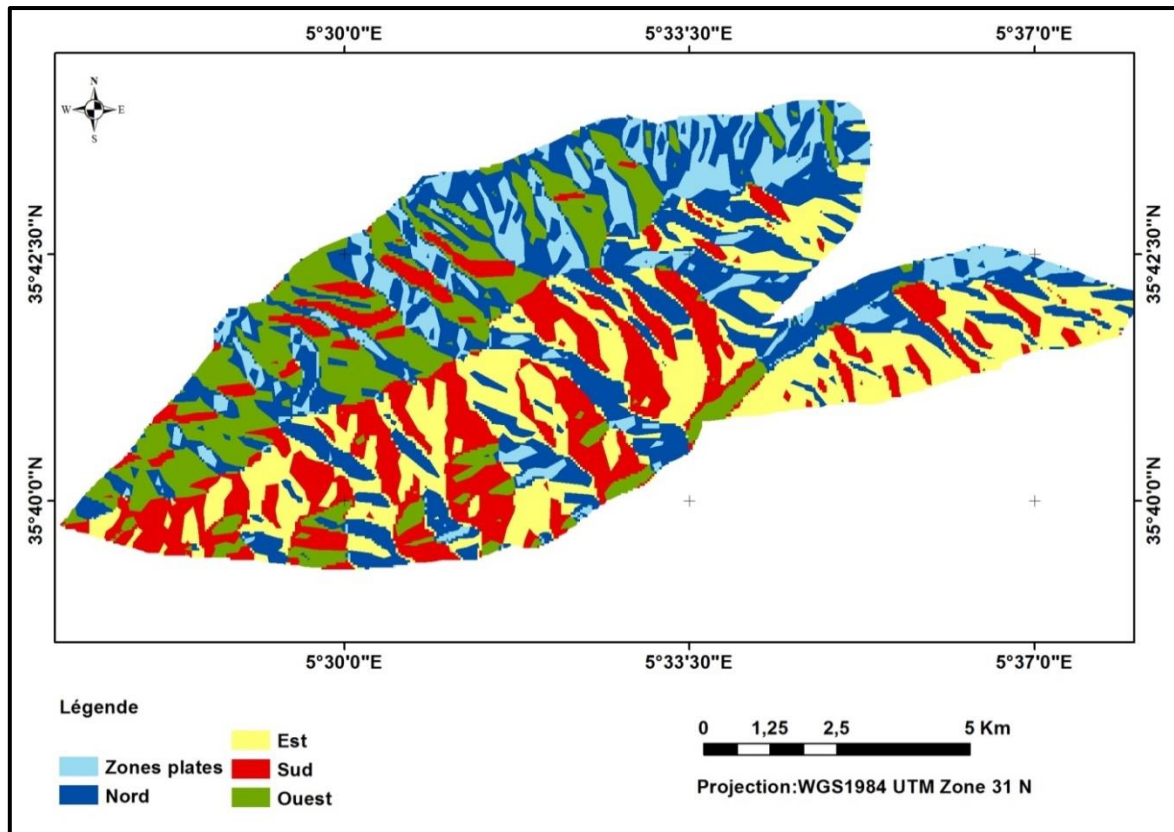 5°30'0"E 5°33'30"E 5°37'0"E
N
W E
S
35°42'30"N 35°42'30"N
35°40'0"N 35°40'0"N
5°30'0"E 5°33'30"E 5°37'0"E
Légende
Zones plates
Nord
Est
Sud
Ouest
0 1,25 2,5 5 Km
Projection:WGS1984 UTM Zone 31 N